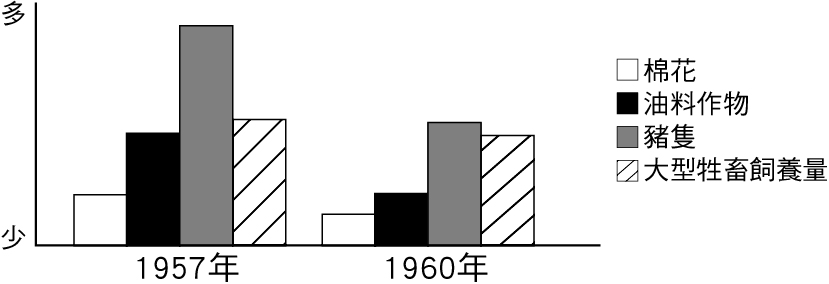 多
少
1957年
1960年
棉花
油料作物
豬隻
大型牲畜飼養量